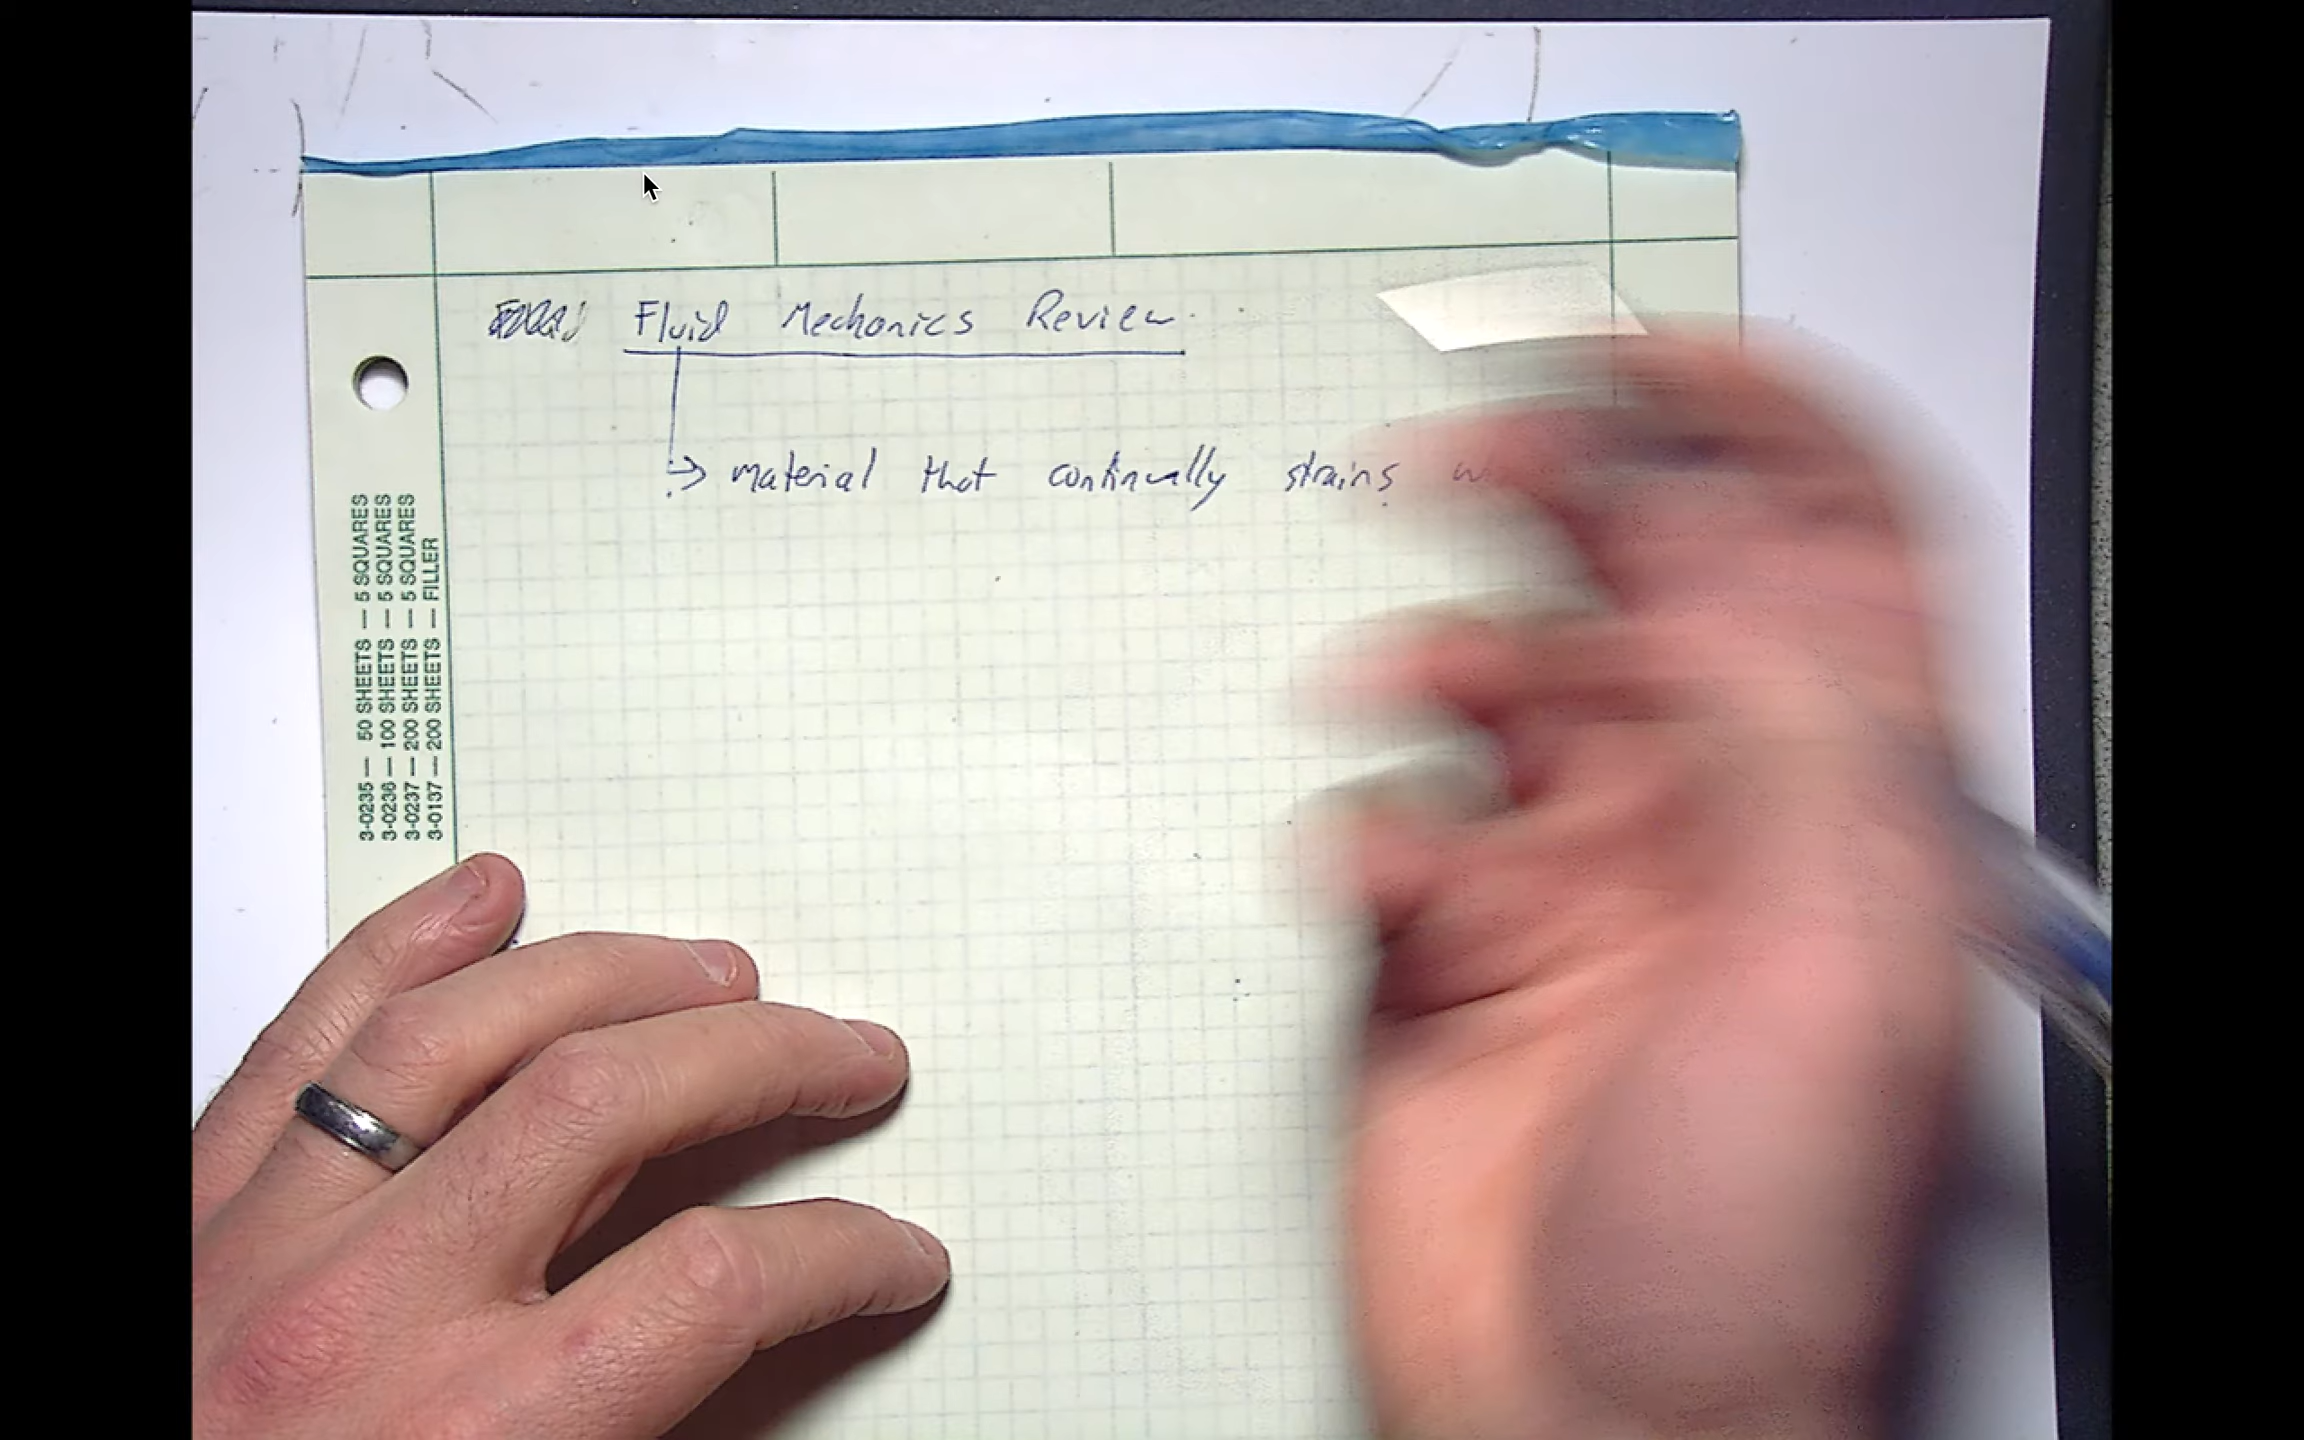 Fluid Mechanics Review
→ material that continually strains
3-0235 — 50 SHEETS — 5 SQUARES
3-0236 — 100 SHEETS — 5 SQUARES
3-0237 — 200 SHEETS — 5 SQUARES
3-0137 — 200 SHEETS — FILLER